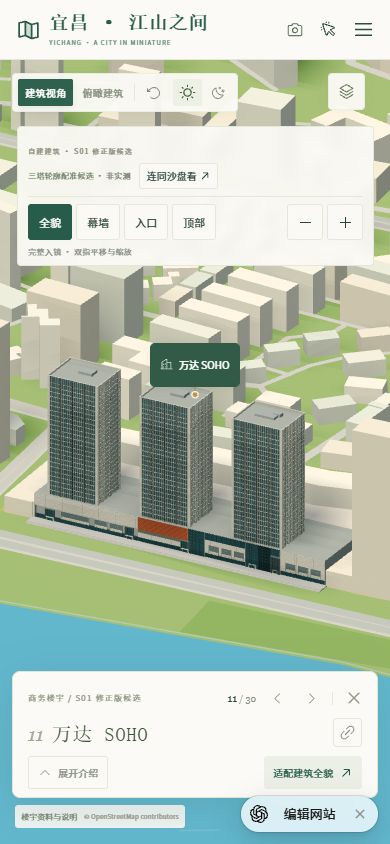 宜昌 · 江山之间
YICHANG · A CITY IN MINIATURE
建筑视角 俯瞰建筑
自建建筑 · S01 修正版候选
三塔轮廓配准候选 · 非实测 连同沙盘看 ↗
全貌 幕墙 入口 顶部 − +
完整入镜 · 双指平移与缩放
万达 SOHO
商务楼宇 / S01 修正版候选 11 / 30
11 万达 SOHO
展开介绍 适配建筑全貌 ↗
楼宇资料与说明 © OpenStreetMap contributors
编辑网站